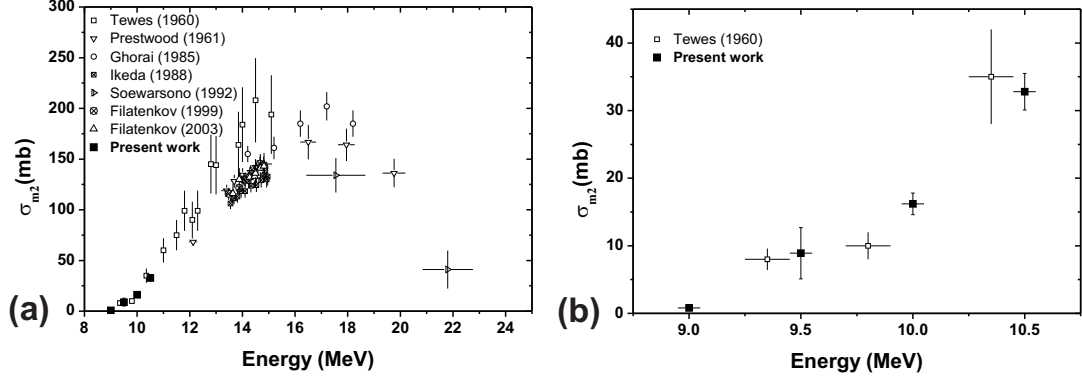 (a)
300
250
200
150
100
50
0
σm2(mb)
Tewes (1960)
Prestwood (1961)
Ghorai (1985)
Ikeda (1988)
Soewarsono (1992)
Filatenkov (1999)
Filatenkov (2003)
Present work
8 10 12 14 16 18 20 22 24
Energy (MeV)
(b)
40
30
20
10
0
σm2(mb)
Tewes (1960)
Present work
9.0 9.5 10.0 10.5
Energy (MeV)